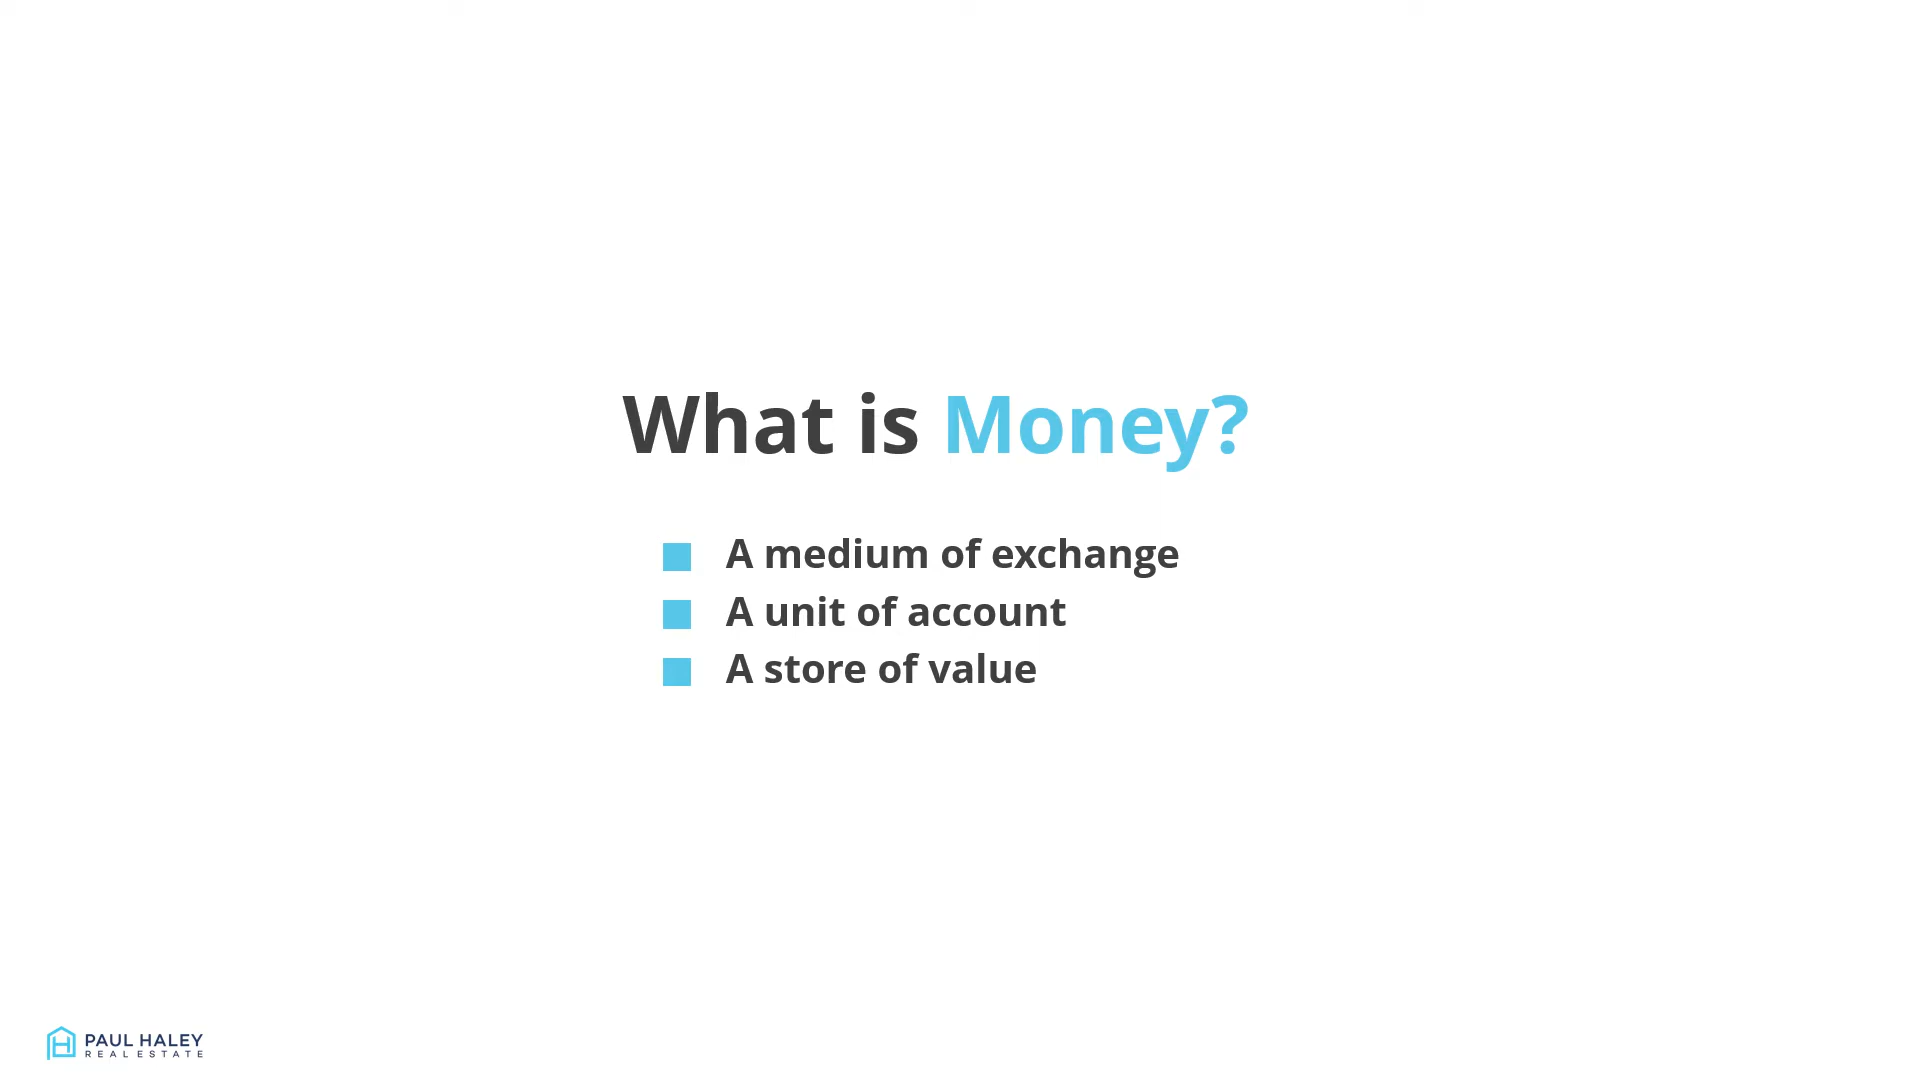 What is Money?
A medium of exchange
A unit of account
A store of value
PAUL HALEY
REAL ESTATE